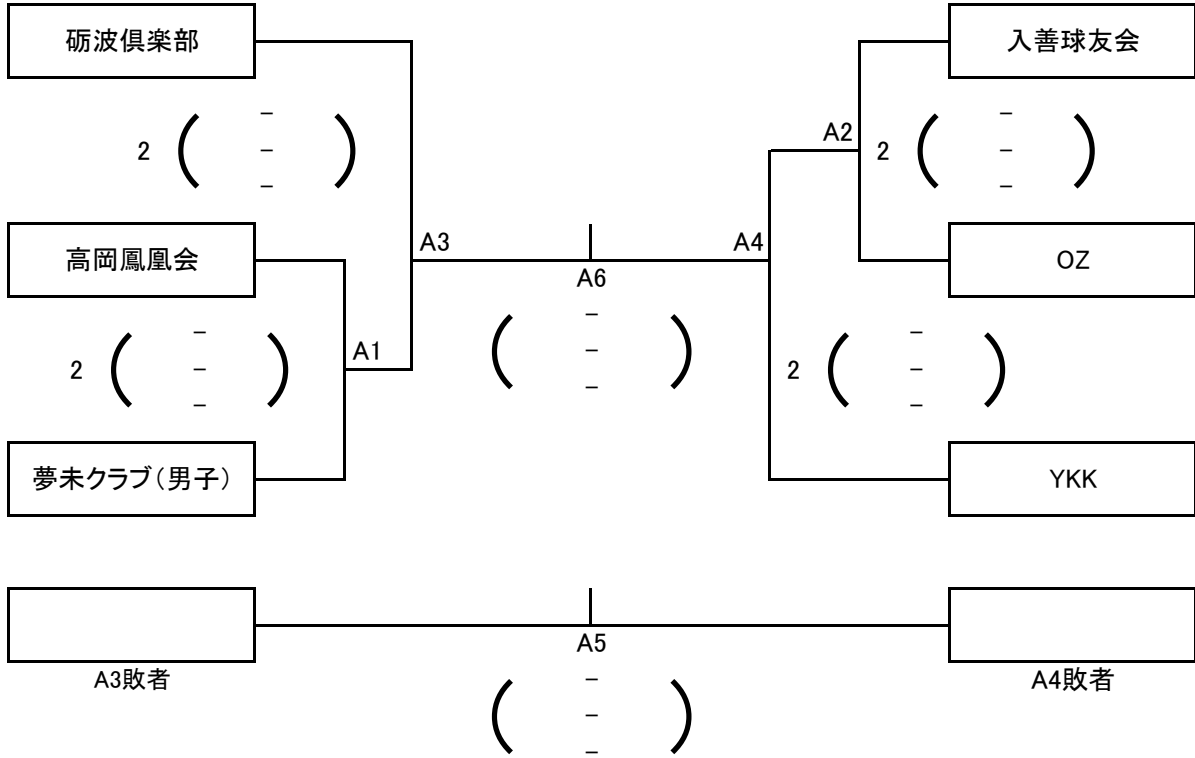 砺波俱楽部
入善球友会
2 ( - - - )
A2
2 ( - - - )
高岡鳳凰会
A3
A6
A4
OZ
2 ( - - - )
A1
( - - - )
2 ( - - - )
夢未クラブ(男子)
YKK
A5
A3敗者
A4敗者
( - - - )